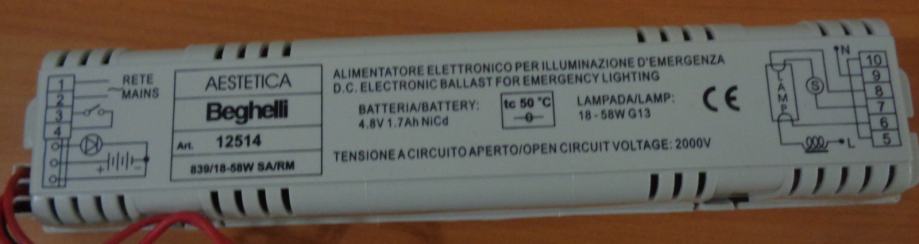 1
2
3
4
RETE
MAINS
AESTETICA
Beghelli
Art. 12514
839/18-58W SA/RM
ALIMENTATORE ELETTRONICO PER ILLUMINAZIONE D'EMERGENZA
D.C. ELECTRONIC BALLAST FOR EMERGENCY LIGHTING
BATTERIA/BATTERY:
4.8V 1.7Ah NiCd
tc 50 °C
LAMPADA/LAMP:
18 - 58W G13
CE
TENSIONE A CIRCUITO APERTO/OPEN CIRCUIT VOLTAGE: 2000V
LAMP
S
N
L
10
9
8
7
6
5